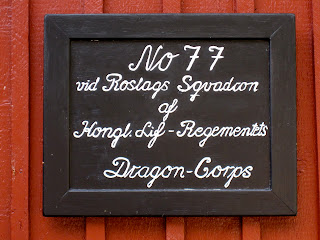 No 77
vid Roslags Sqvadron
af
Kongl. Lif-Regementets
Dragon-Corps